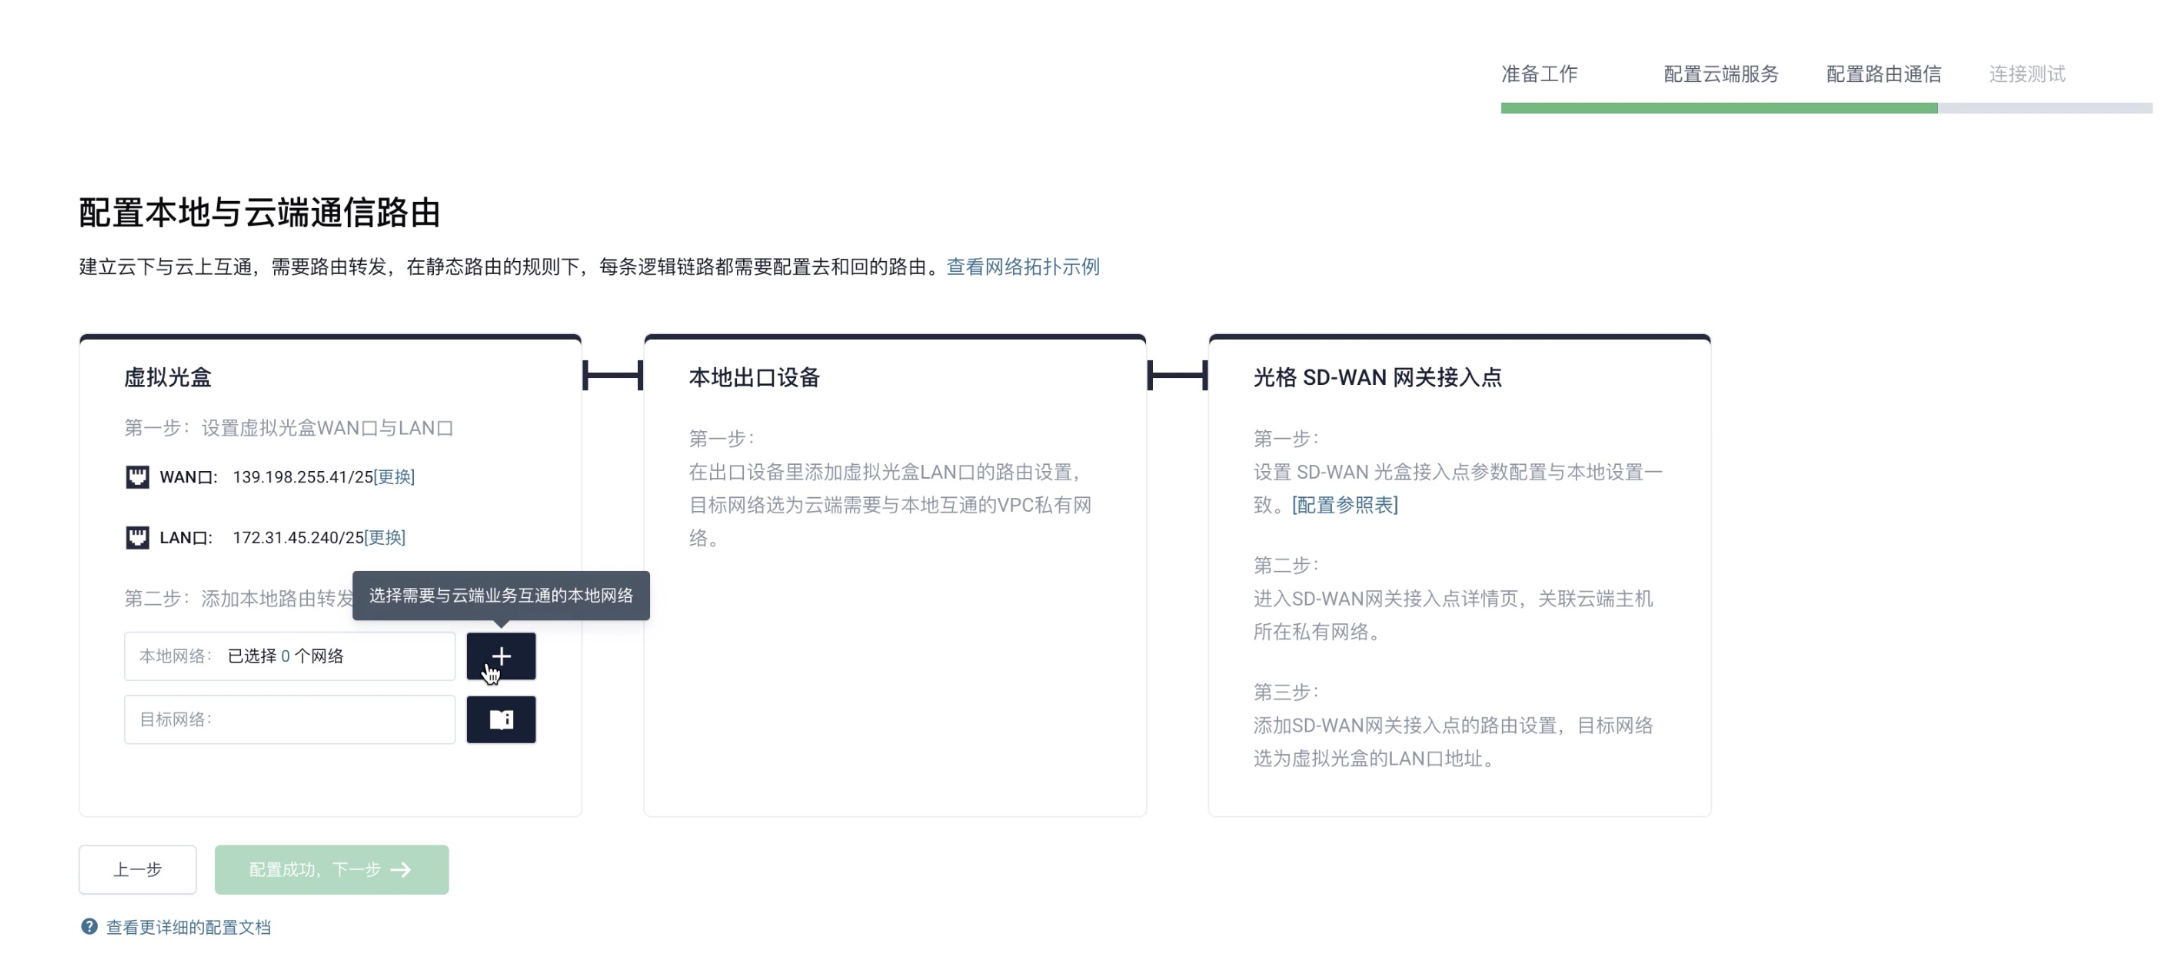 准备工作
配置云端服务
配置路由通信
连接测试
配置本地与云端通信路由
建立云下与云上互通，需要路由转发，在静态路由的规则下，每条逻辑链路都需要配置去和回的路由。查看网络拓扑示例
虚拟光盒
第一步：设置虚拟光盒WAN口与LAN口
WAN口: 139.198.255.41/25[更换]
LAN口: 172.31.45.240/25[更换]
第二步：添加本地路由转发
选择需要与云端业务互通的本地网络
本地网络： 已选择 0 个网络
目标网络：
本地出口设备
第一步：
在出口设备里添加虚拟光盒LAN口的路由设置，
目标网络选为云端需要与本地互通的VPC私有网
络。
光格 SD-WAN 网关接入点
第一步：
设置 SD-WAN 光盒接入点参数配置与本地设置一
致。[配置参照表]
第二步：
进入SD-WAN网关接入点详情页，关联云端主机
所在私有网络。
第三步：
添加SD-WAN网关接入点的路由设置，目标网络
选为虚拟光盒的LAN口地址。
上一步
配置成功，下一步 →
查看更详细的配置文档